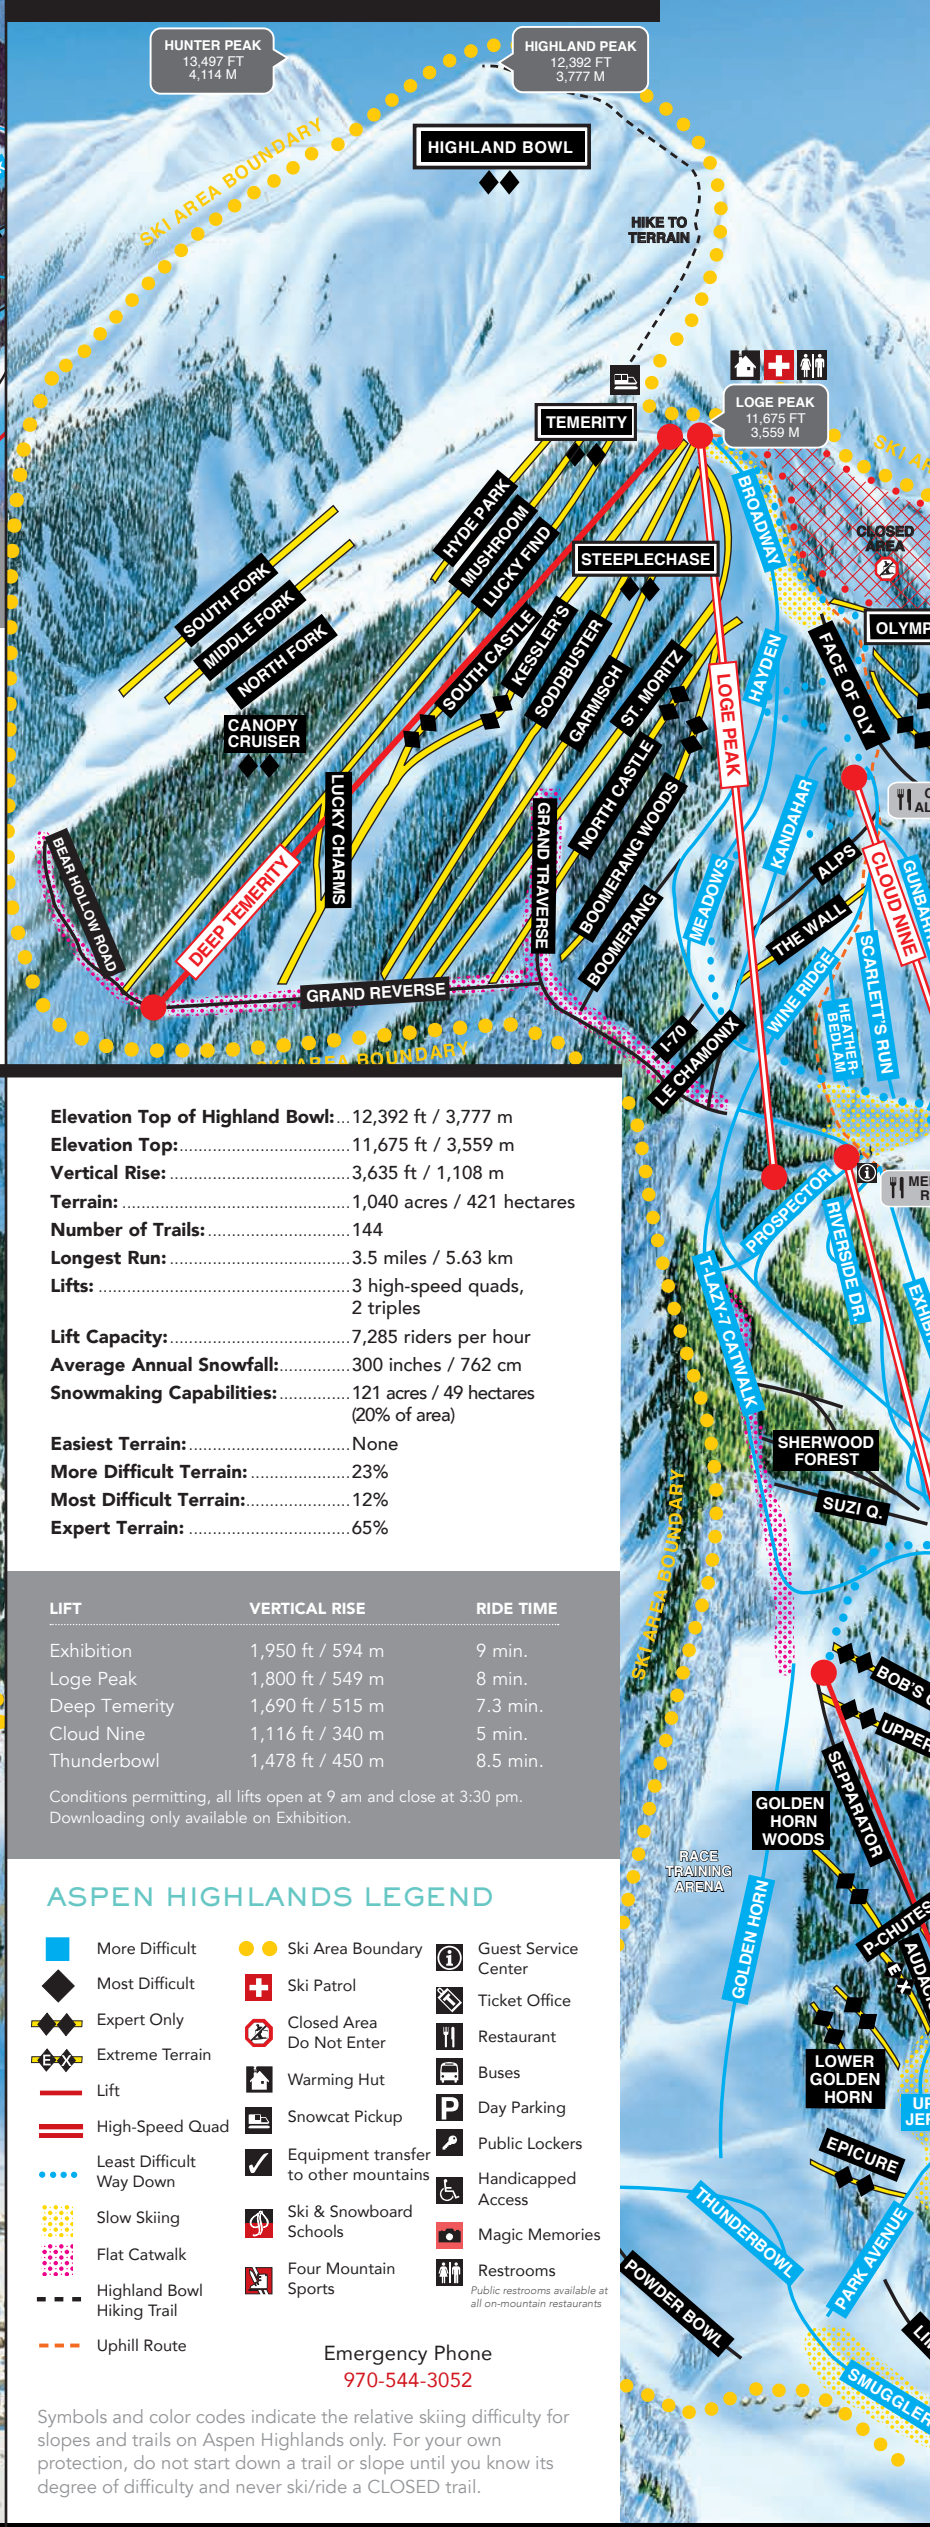 HUNTER PEAK
13,497 FT
4,114 M
HIGHLAND PEAK
12,392 FT
3,777 M
SKI AREA BOUNDARY
HIGHLAND BOWL
HIKE TO
TERRAIN
LOGE PEAK
11,675 FT
3,559 M
TEMERITY
SKI AR
BROADWAY
CLOSED
AREA
HYDE PARK
MUSHROOM
LUCKY FIND
STEEPLECHASE
SOUTH FORK
MIDDLE FORK
NORTH FORK
SOUTH CASTLE
KESSLER'S
SODDBUSTER
GARMISCH
ST. MORITZ
HAYDEN
FACE OF OLY
OLYMP
LOGE PEAK
CANOPY
CRUISER
LUCKY CHARMS
GRAND TRAVERSE
NORTH CASTLE
BOOMERANG WOODS
BOOMERANG
KANDAHAR
ALPS
THE WALL
CLOUD NINE
GUNBAR
C
AL
MEADOWS
BEAR HOLLOW ROAD
DEEP TEMERITY
GRAND REVERSE
WINE RIDGE
SCARLETT'S RUN
HEATHER-
BEDLAM
I-70
LE CHAMONIX
SKI AREA BOUNDARY
PROSPECTOR
RIVERSIDE DR.
ME
R
EXHIB
T-LAZY-7 CATWALK
SHERWOOD
FOREST
SUZI Q.
SKI AREA BOUNDARY
BOB'S
UPPER
SEPPARATOR
GOLDEN
HORN
WOODS
RACE
TRAINING
ARENA
GOLDEN HORN
P-CHUTES
E X
AUDAC
LOWER
GOLDEN
HORN
UP
JER
EPICURE
THUNDERBOWL
PARK AVENUE
POWDER BOWL
LI
SMUGGLER
Elevation Top of Highland Bowl:...12,392 ft / 3,777 m
Elevation Top:...................................11,675 ft / 3,559 m
Vertical Rise:.....................................3,635 ft / 1,108 m
Terrain: ..............................................1,040 acres / 421 hectares
Number of Trails:.............................144
Longest Run:.....................................3.5 miles / 5.63 km
Lifts: ...................................................3 high-speed quads,
2 triples
Lift Capacity:.....................................7,285 riders per hour
Average Annual Snowfall:..............300 inches / 762 cm
Snowmaking Capabilities:..............121 acres / 49 hectares
(20% of area)
Easiest Terrain:.................................None
More Difficult Terrain:....................23%
Most Difficult Terrain:.....................12%
Expert Terrain: .................................65%
LIFT VERTICAL RISE RIDE TIME
Exhibition 1,950 ft / 594 m 9 min.
Loge Peak 1,800 ft / 549 m 8 min.
Deep Temerity 1,690 ft / 515 m 7.3 min.
Cloud Nine 1,116 ft / 340 m 5 min.
Thunderbowl 1,478 ft / 450 m 8.5 min.
Conditions permitting, all lifts open at 9 am and close at 3:30 pm.
Downloading only available on Exhibition.
ASPEN HIGHLANDS LEGEND
More Difficult
Most Difficult
Expert Only
E X
Extreme Terrain
Lift
High-Speed Quad
Least Difficult
Way Down
Slow Skiing
Flat Catwalk
Highland Bowl
Hiking Trail
Uphill Route
Ski Area Boundary
Ski Patrol
Closed Area
Do Not Enter
Warming Hut
Snowcat Pickup
Equipment transfer
to other mountains
Ski & Snowboard
Schools
Four Mountain
Sports
Guest Service
Center
Ticket Office
Restaurant
Buses
P
Day Parking
Public Lockers
Handicapped
Access
Magic Memories
Restrooms
Public restrooms available at
all on-mountain restaurants
Emergency Phone
970-544-3052
Symbols and color codes indicate the relative skiing difficulty for
slopes and trails on Aspen Highlands only. For your own
protection, do not start down a trail or slope until you know its
degree of difficulty and never ski/ride a CLOSED trail.